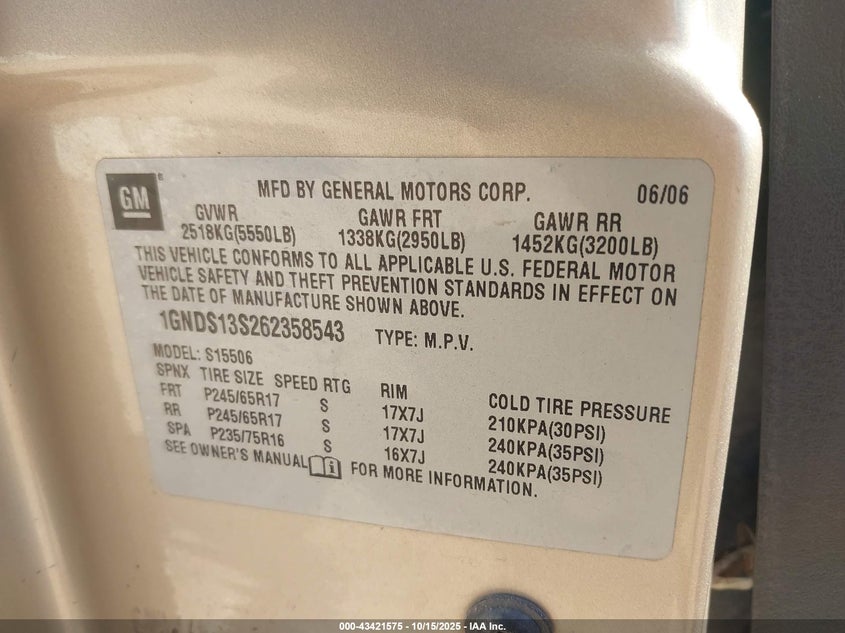 GM ®
MFD BY GENERAL MOTORS CORP. 06/06
GVWR GAWR FRT GAWR RR
2518KG(5550LB) 1338KG(2950LB) 1452KG(3200LB)
THIS VEHICLE CONFORMS TO ALL APPLICABLE U.S. FEDERAL MOTOR
VEHICLE SAFETY AND THEFT PREVENTION STANDARDS IN EFFECT ON
THE DATE OF MANUFACTURE SHOWN ABOVE.
1GNDS13S262358543 TYPE: M.P.V.
MODEL: S15506
SPNX TIRE SIZE SPEED RTG RIM COLD TIRE PRESSURE
FRT P245/65R17 S 17X7J 210KPA(30PSI)
RR P245/65R17 S 17X7J 240KPA(35PSI)
SPA P235/75R16 S 16X7J 240KPA(35PSI)
SEE OWNER'S MANUAL i FOR MORE INFORMATION.
000-43421575 - 10/15/2025 - IAA Inc.